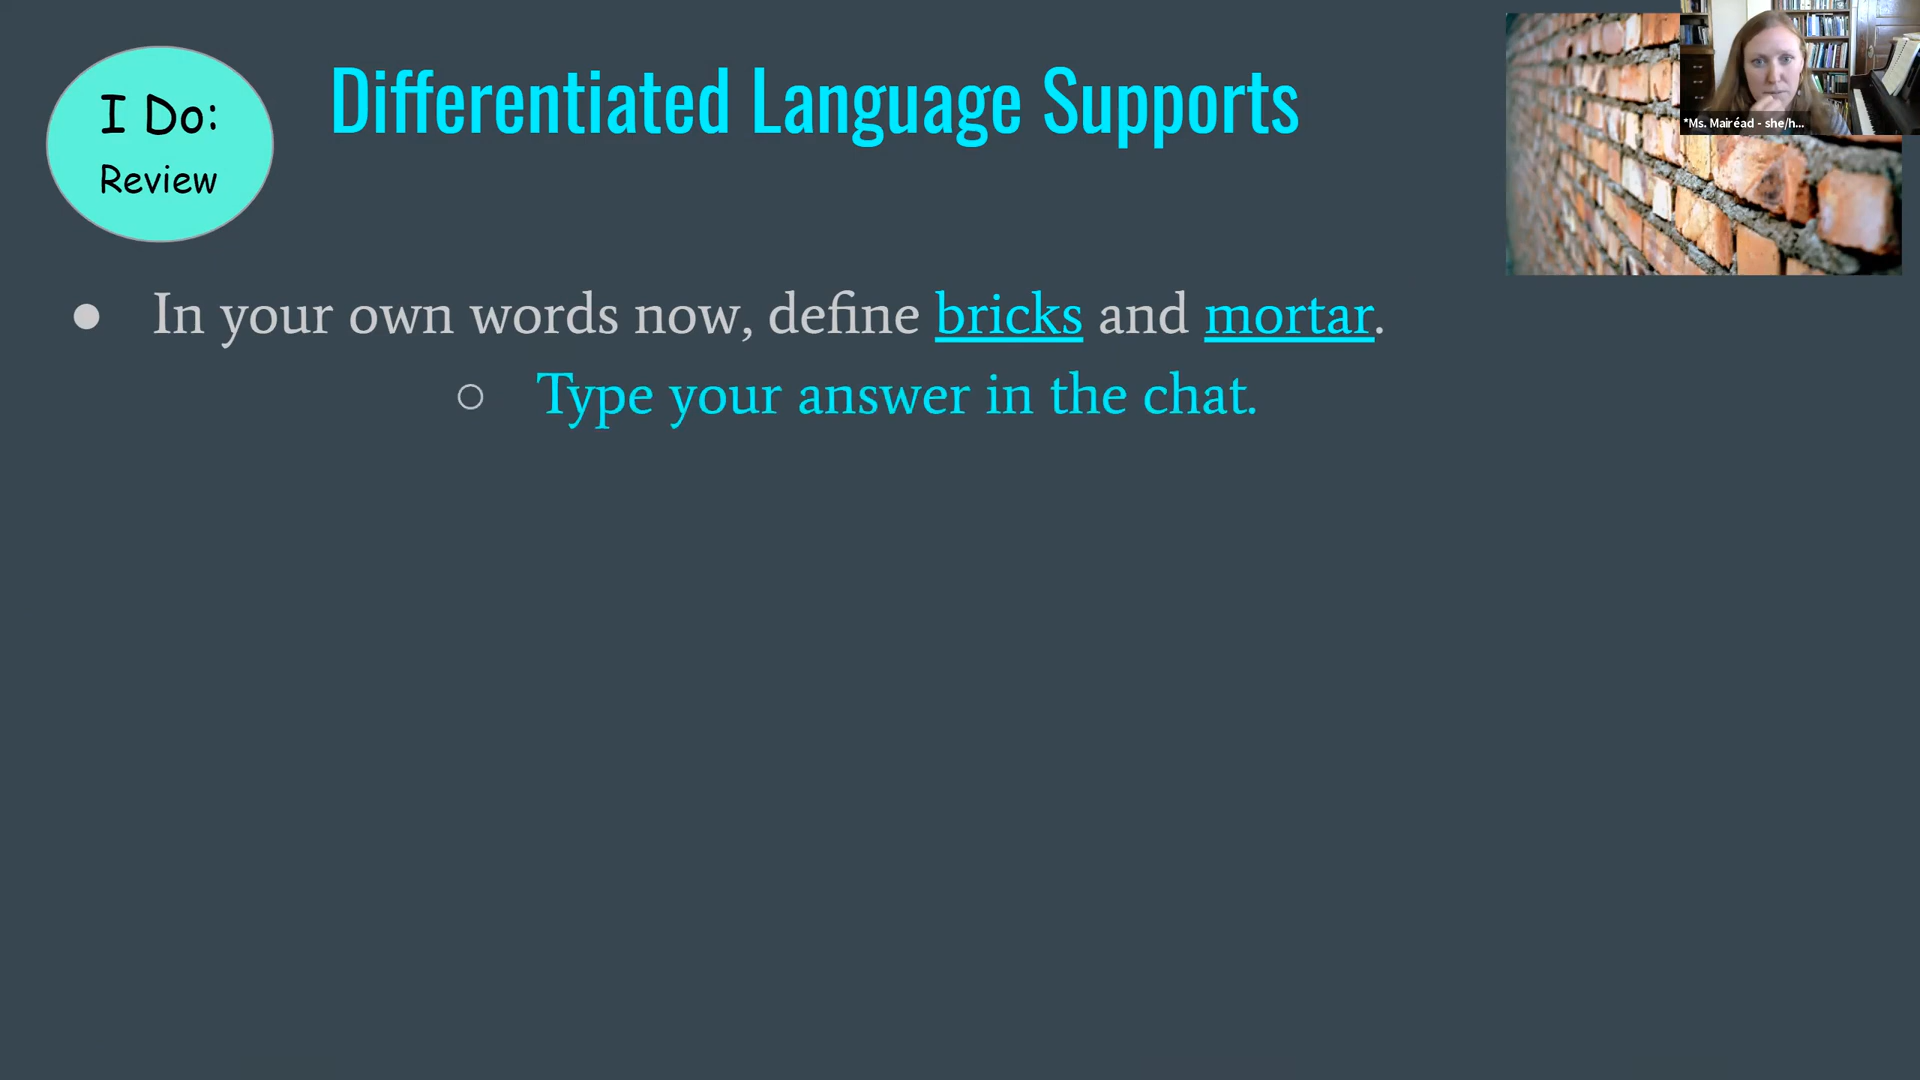 I Do:
Review
Differentiated Language Supports
*Ms. Mairéad - she/h...
● In your own words now, define bricks and mortar.
○ Type your answer in the chat.